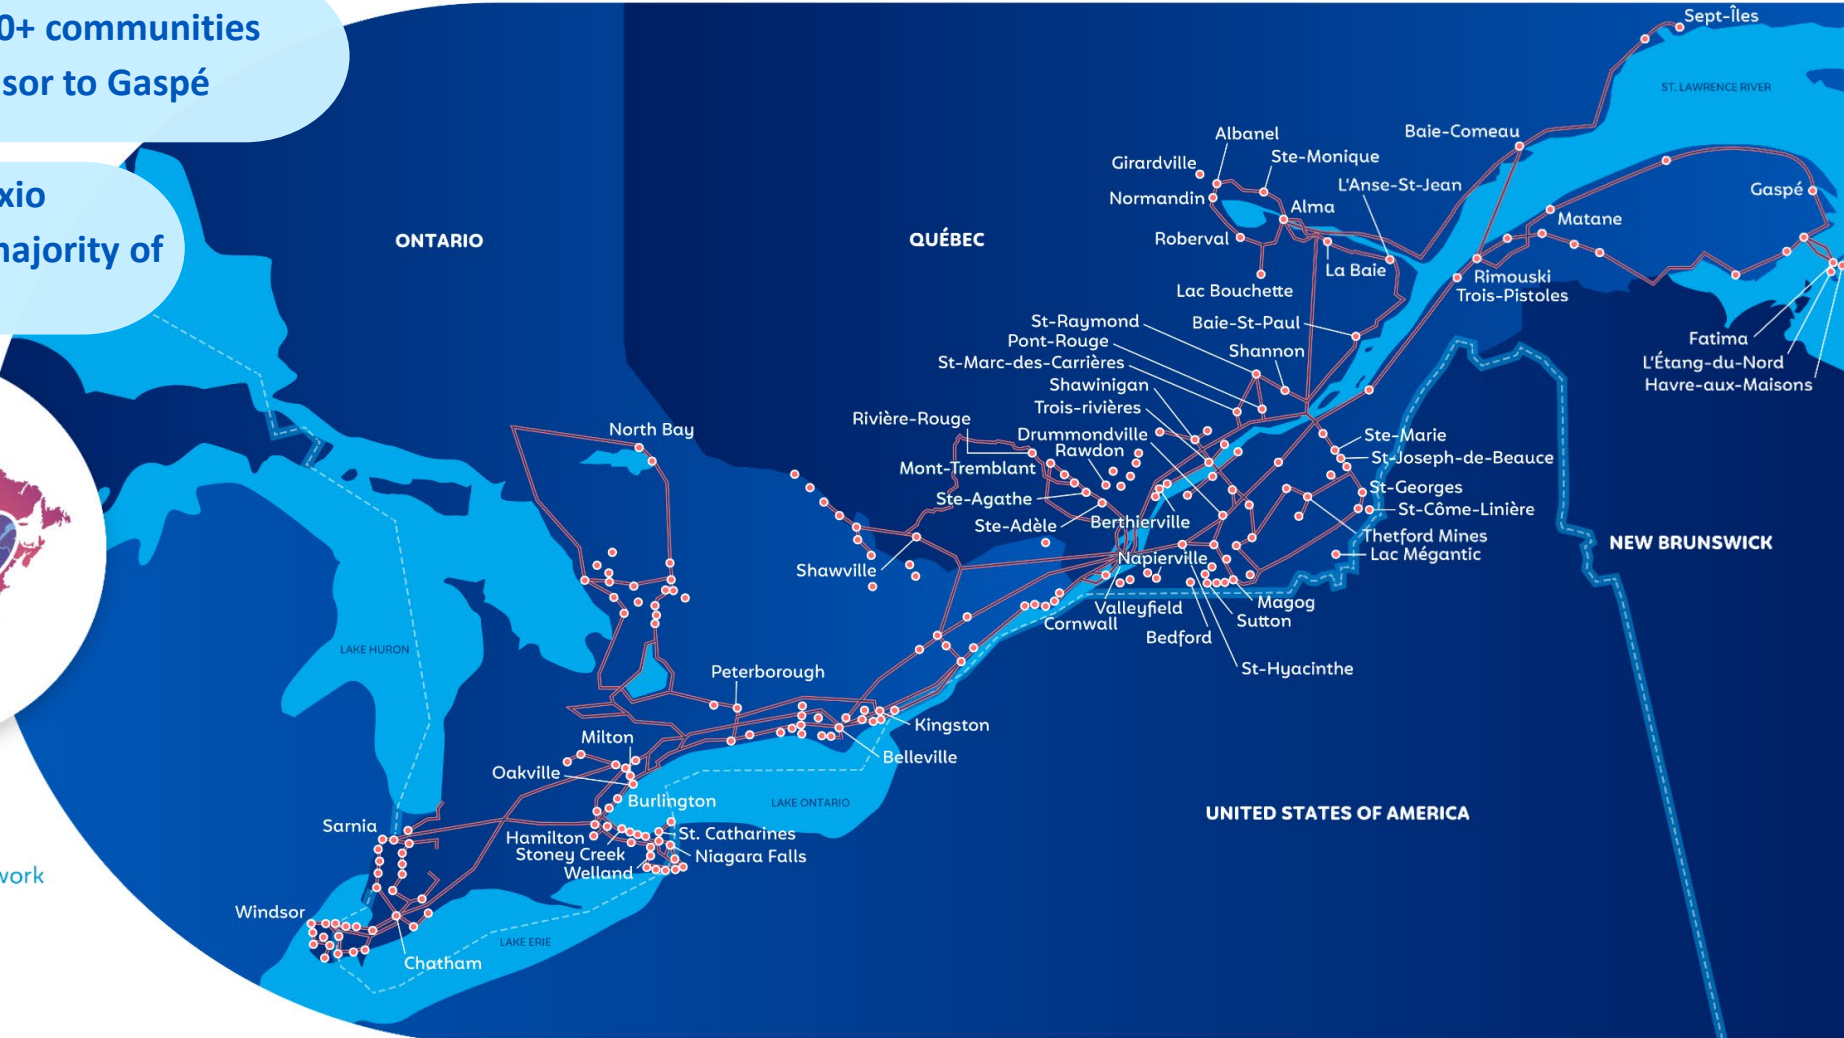 0+ communities
sor to Gaspé
xio
majority of
work
ONTARIO
QUÉBEC
NEW BRUNSWICK
UNITED STATES OF AMERICA
ST. LAWRENCE RIVER
LAKE HURON
LAKE ONTARIO
LAKE ERIE
Sept-Îles
Baie-Comeau
Albanel
Girardville
Ste-Monique
L'Anse-St-Jean
Normandin
Alma
Gaspé
Matane
Roberval
La Baie
Rimouski
Trois-Pistoles
Lac Bouchette
St-Raymond
Baie-St-Paul
Pont-Rouge
Shannon
St-Marc-des-Carrières
Fatima
L'Étang-du-Nord
Havre-aux-Maisons
Shawinigan
Trois-rivières
Rivière-Rouge
Drummondville
Rawdon
Mont-Tremblant
Ste-Marie
St-Joseph-de-Beauce
Ste-Agathe
St-Georges
St-Côme-Linière
Ste-Adèle
Berthierville
Thetford Mines
Lac Mégantic
Napierville
Shawville
North Bay
Valleyfield
Magog
Cornwall
Sutton
Bedford
St-Hyacinthe
Peterborough
Kingston
Belleville
Milton
Oakville
Burlington
Sarnia
Hamilton
St. Catharines
Stoney Creek
Niagara Falls
Welland
Windsor
Chatham